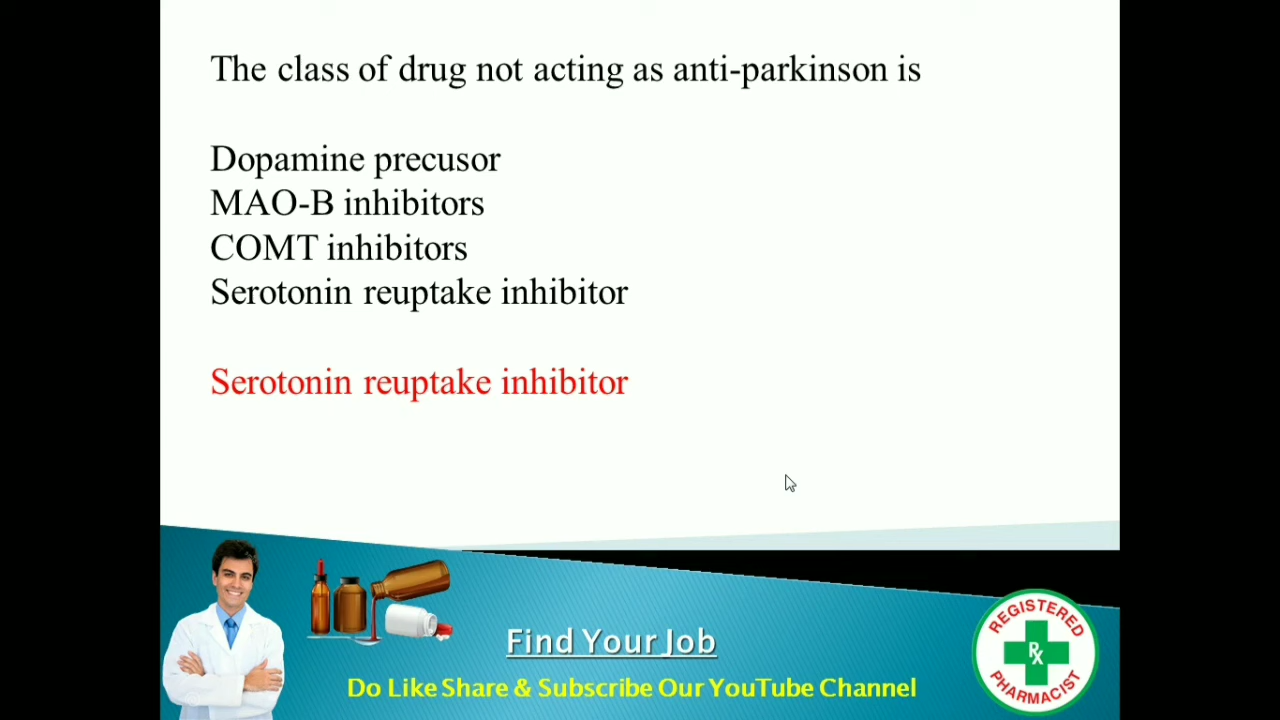 The class of drug not acting as anti-parkinson is
Dopamine precusor
MAO-B inhibitors
COMT inhibitors
Serotonin reuptake inhibitor
Serotonin reuptake inhibitor
Find Your Job
Do Like Share & Subscribe Our YouTube Channel
REGISTERED
Rx
PHARMACIST